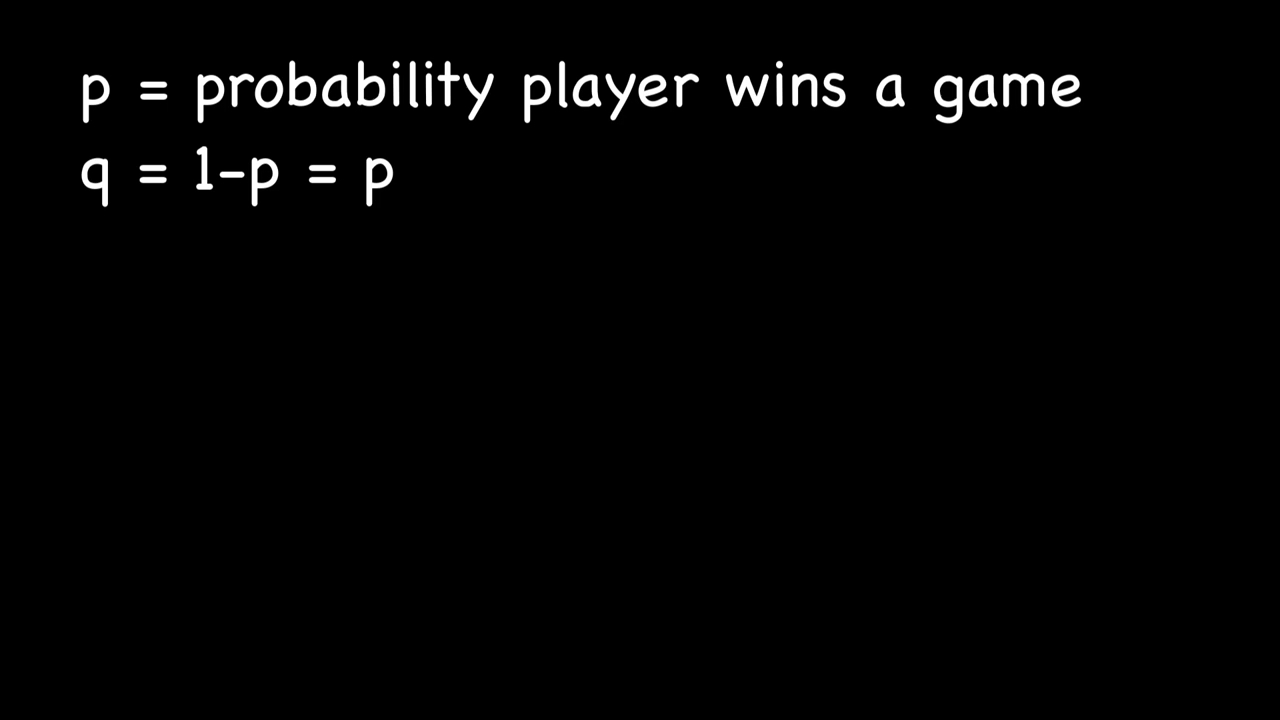 p = probability player wins a game
q = 1-p = p